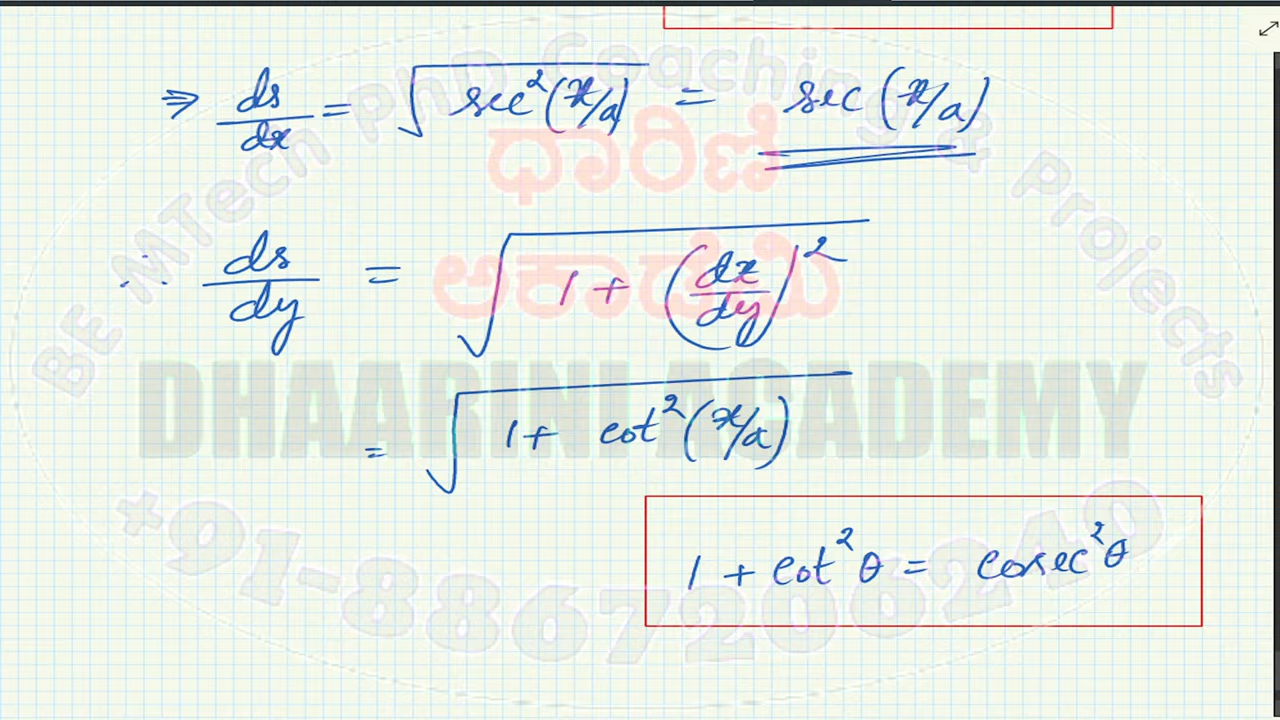 ⇒ ds/dx = √(sec²(x/a)) = sec(x/a)
∴ ds/dy = √(1 + (dx/dy)²)
= √(1 + cot²(x/a))
1 + cot²θ = cosec²θ
BE MTech PhD Coaching & Projects
ಧಾರಿಣಿ
ಅಕಾಡೆಮಿ
DHAARINI ACADEMY
+91-8867206240